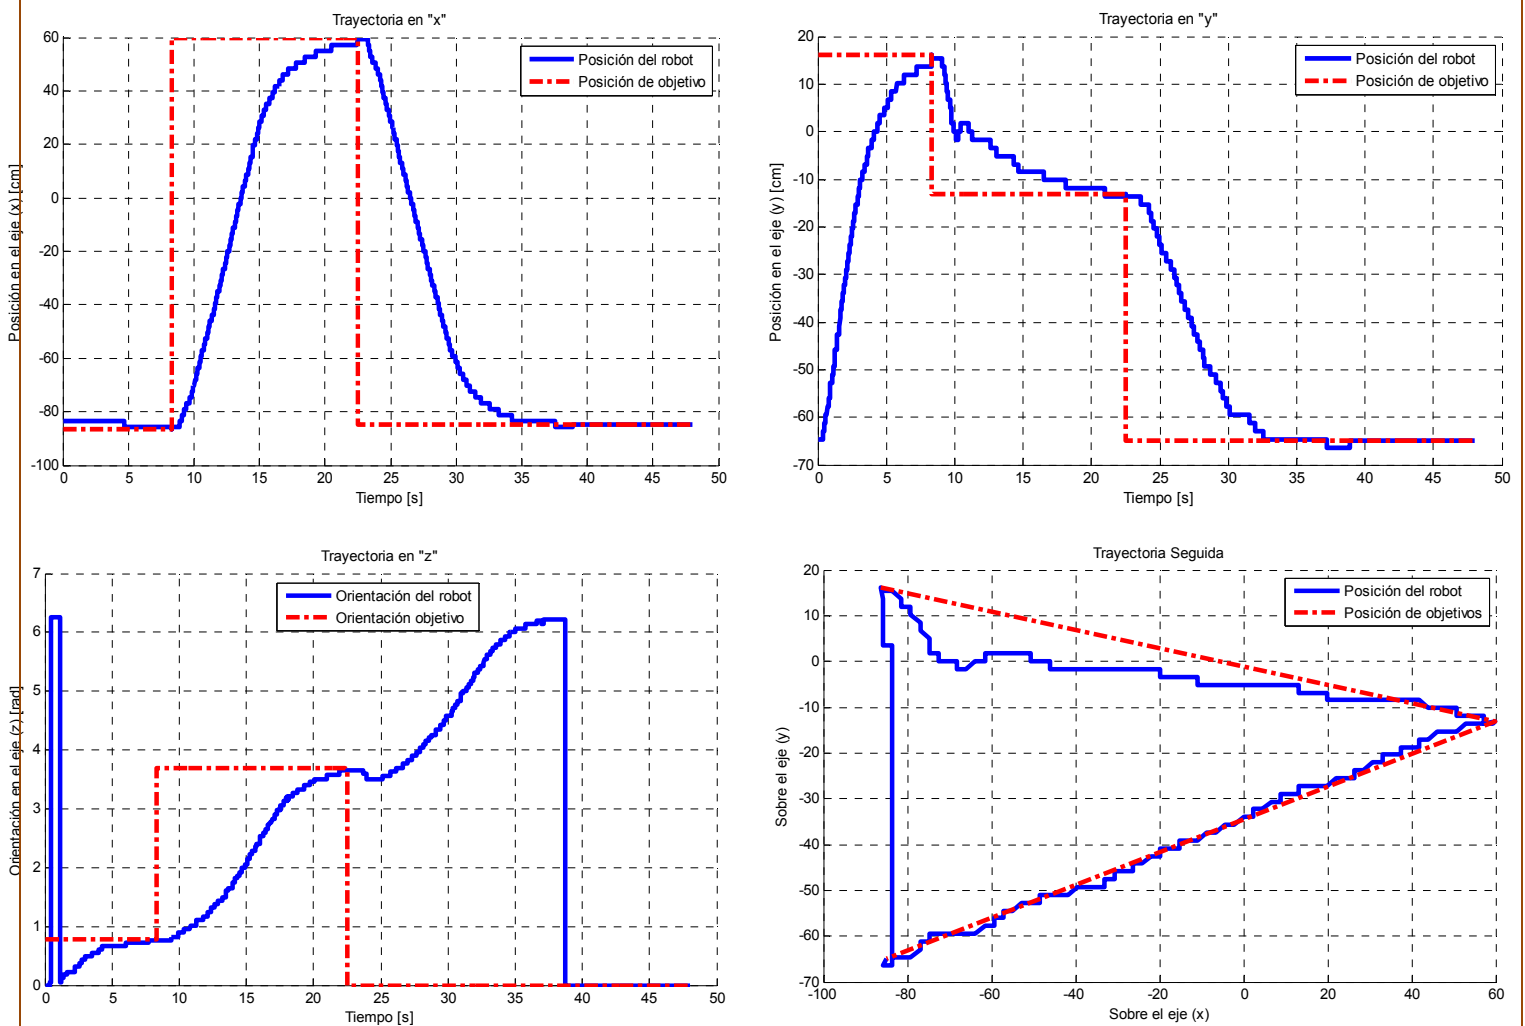 Trayectoria en "x"
Posición en el eje (x) [cm]
60
40
20
0
-20
-40
-60
-80
-100
Posición del robot
Posición de objetivo
0 5 10 15 20 25 30 35 40 45 50
Tiempo [s]
Trayectoria en "y"
Posición en el eje (y) [cm]
20
10
0
-10
-20
-30
-40
-50
-60
-70
Posición del robot
Posición de objetivo
0 5 10 15 20 25 30 35 40 45 50
Tiempo [s]
Trayectoria en "z"
Orientación en el eje (z) [rad]
7
6
5
4
3
2
1
0
Orientación del robot
Orientación objetivo
0 5 10 15 20 25 30 35 40 45 50
Tiempo [s]
Trayectoria Seguida
Sobre el eje (y)
20
10
0
-10
-20
-30
-40
-50
-60
-70
Posición del robot
Posición de objetivos
-100 -80 -60 -40 -20 0 20 40 60
Sobre el eje (x)